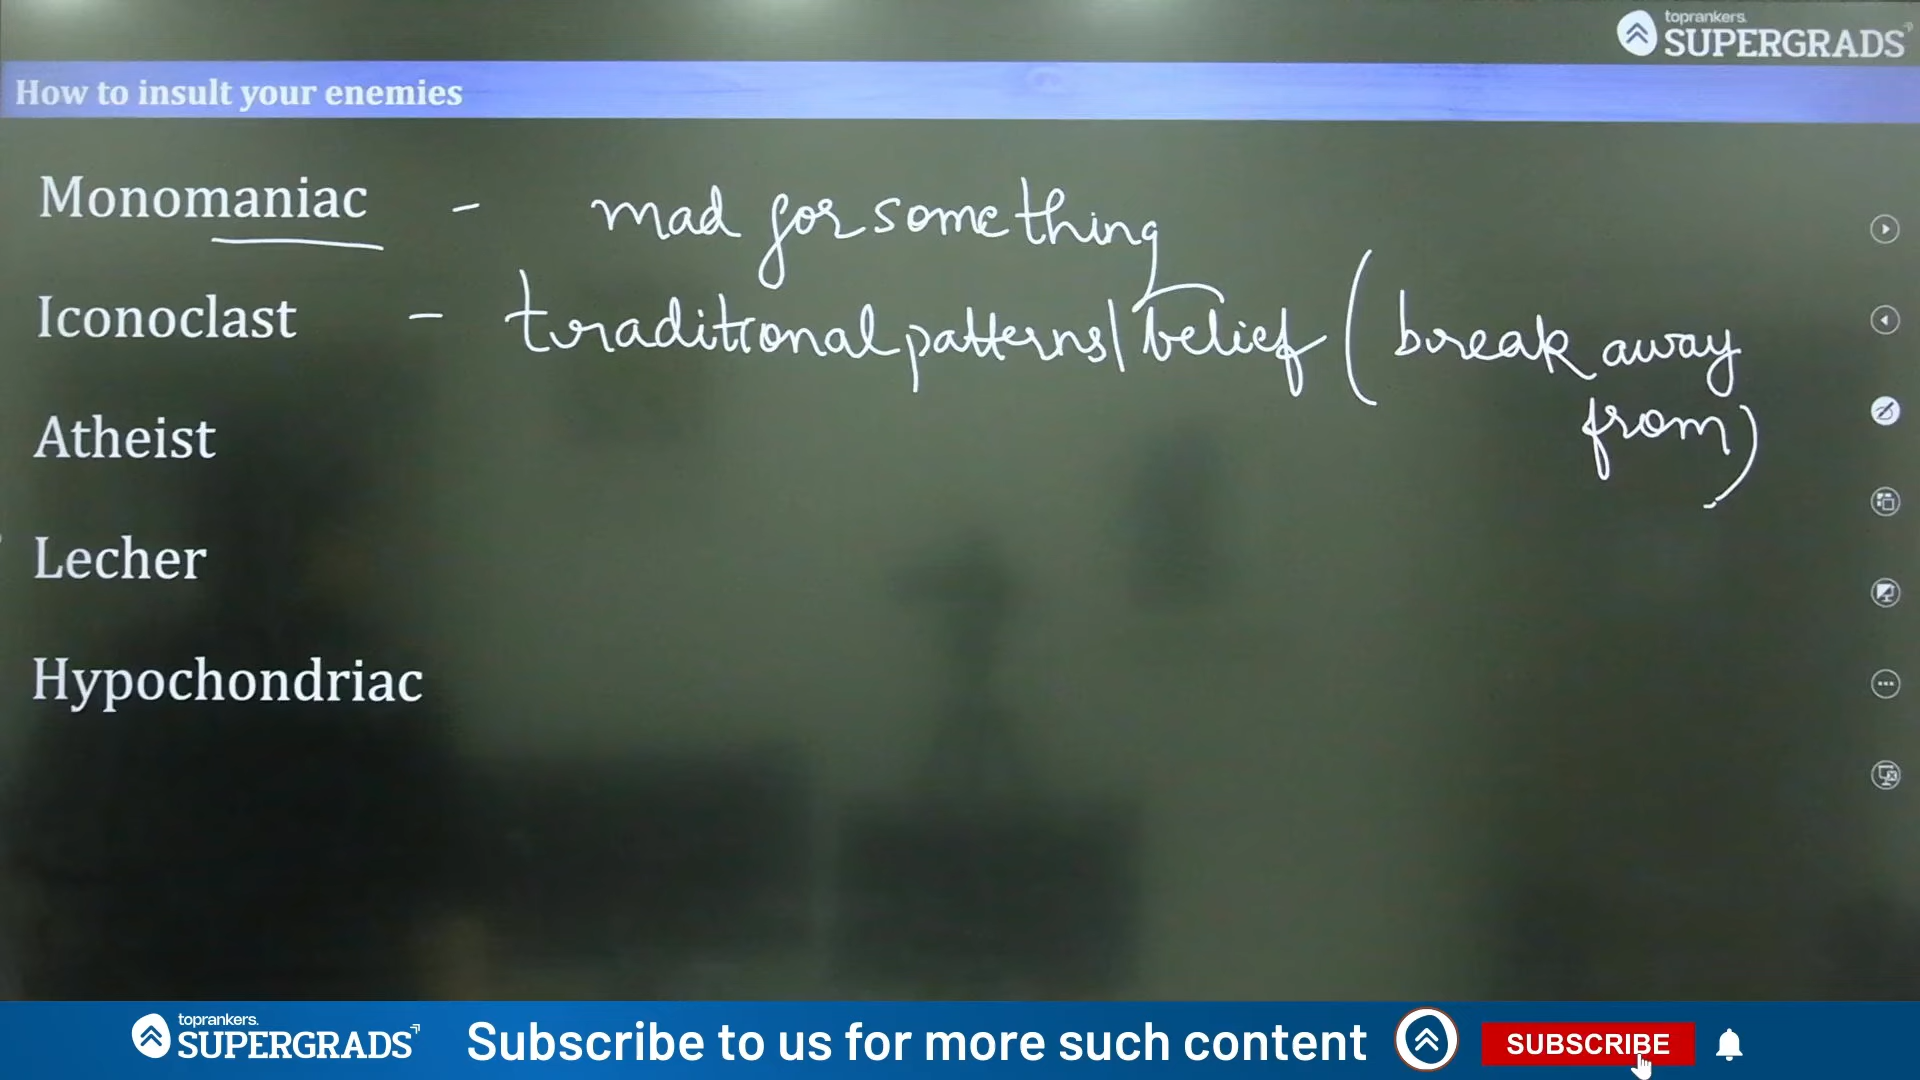 toprankers.
SUPERGRADS
How to insult your enemies
Monomaniac - mad for something
Iconoclast - traditional patterns/belief (break away
from)
Atheist
Lecher
Hypochondriac
toprankers.
SUPERGRADS
Subscribe to us for more such content
SUBSCRIBE